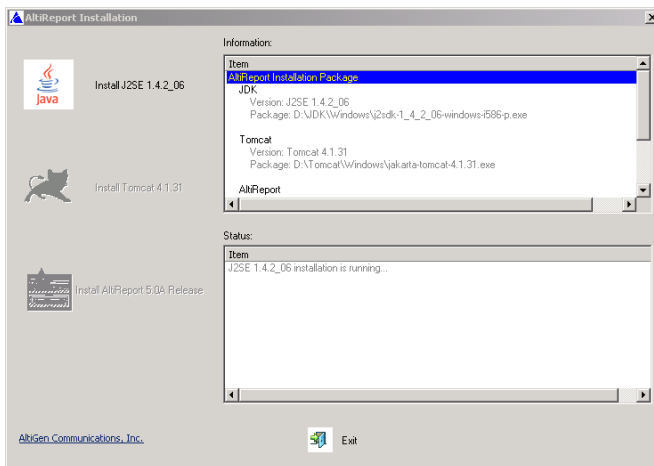 AltiReport Installation
Information:
Item
AltiReport Installation Package
JDK
Version: J2SE 1.4.2_06
Package: D:\JDK\Windows\j2sdk-1_4_2_06-windows-i586-p.exe
Tomcat
Version: Tomcat 4.1.31
Package: D:\Tomcat\Windows\jakarta-tomcat-4.1.31.exe
AltiReport
Java
Install J2SE 1.4.2_06
Install Tomcat 4.1.31
Install AltiReport 5.0A Release
Status:
Item
J2SE 1.4.2_06 installation is running...
AltiGen Communications, Inc.
Exit